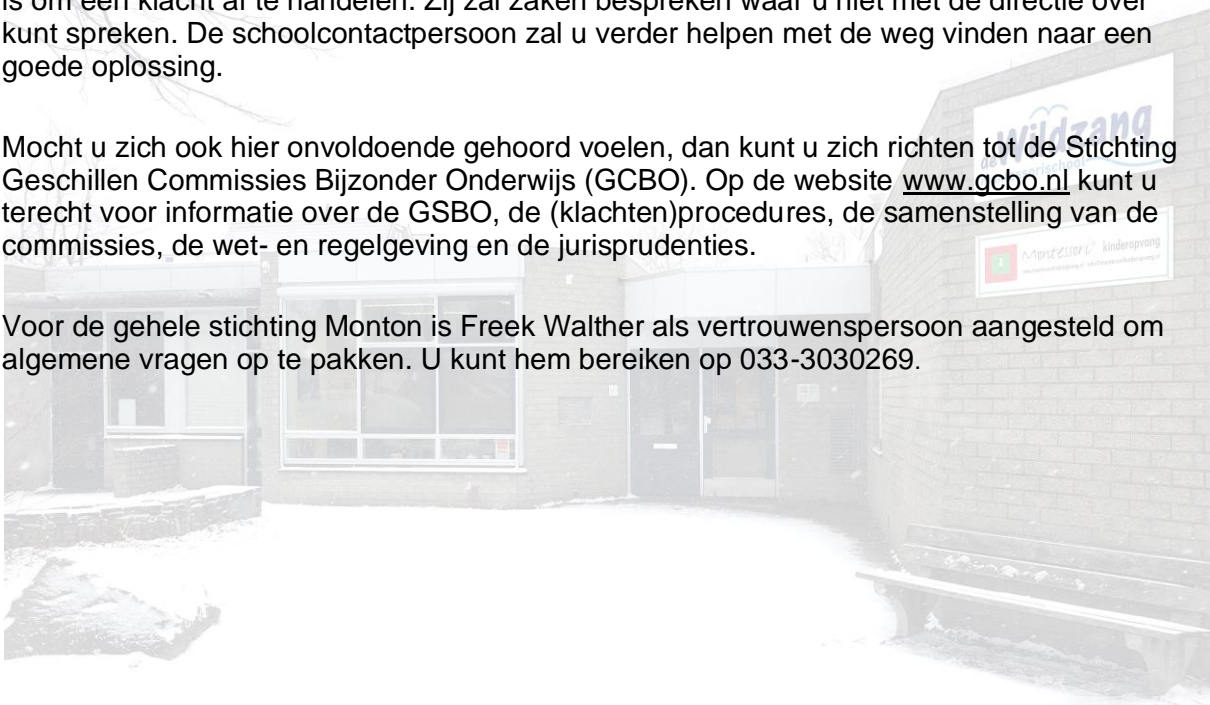 is om een klacht af te handelen. Zij zal zaken bespreken waar u niet met de directie over
kunt spreken. De schoolcontactpersoon zal u verder helpen met de weg vinden naar een
goede oplossing.
Mocht u zich ook hier onvoldoende gehoord voelen, dan kunt u zich richten tot de Stichting
Geschillen Commissies Bijzonder Onderwijs (GCBO). Op de website www.gcbo.nl kunt u
terecht voor informatie over de GSBO, de (klachten)procedures, de samenstelling van de
commissies, de wet- en regelgeving en de jurisprudenties.
Voor de gehele stichting Monton is Freek Walther als vertrouwenspersoon aangesteld om
algemene vragen op te pakken. U kunt hem bereiken op 033-3030269.
de Wildzang
Montessori kinderopvang